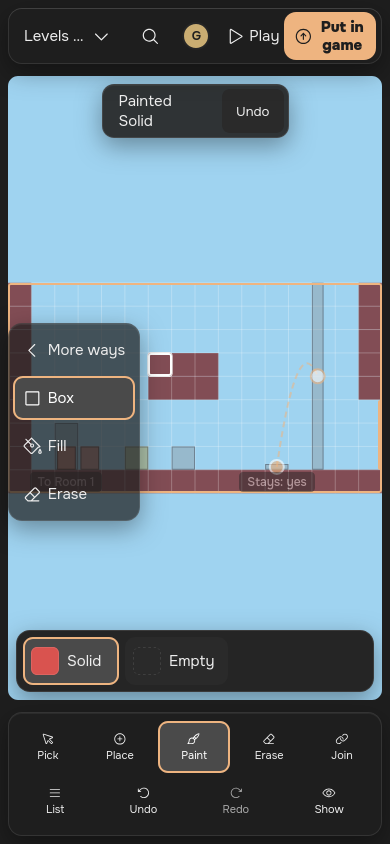 Levels ...
G
Play
Put in
game
Painted
Solid
Undo
More ways
Box
Fill
Erase
To Room 1
Stays: yes
Solid
Empty
Pick
Place
Paint
Erase
Join
List
Undo
Redo
Show